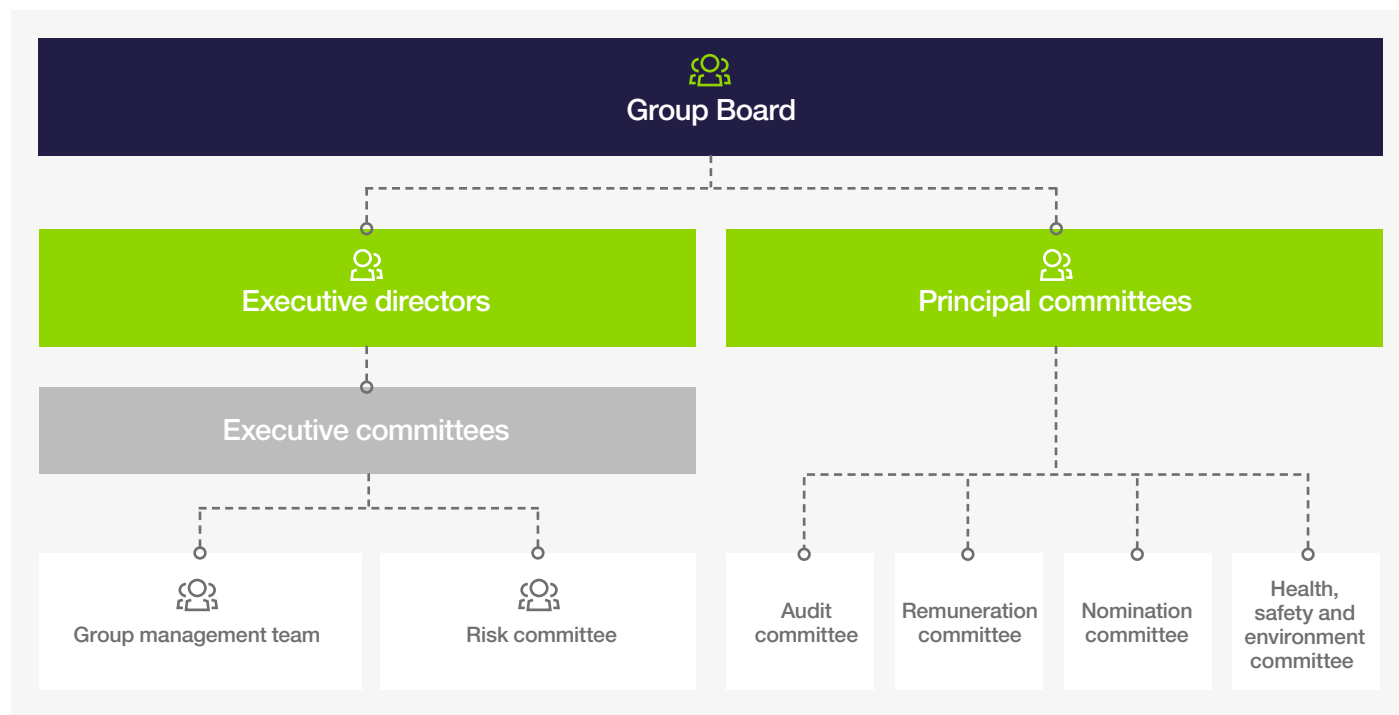 Group Board
Executive directors
Principal committees
Executive committees
Group management team
Risk committee
Audit
committee
Remuneration
committee
Nomination
committee
Health,
safety and
environment
committee